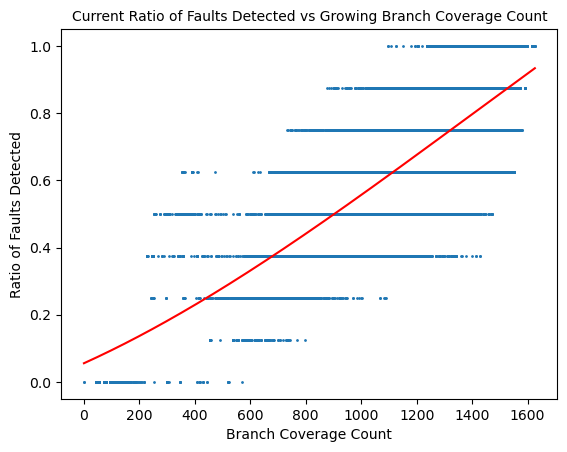 Current Ratio of Faults Detected vs Growing Branch Coverage Count
1.0
0.8
0.6
0.4
0.2
0.0
Ratio of Faults Detected
0 200 400 600 800 1000 1200 1400 1600
Branch Coverage Count